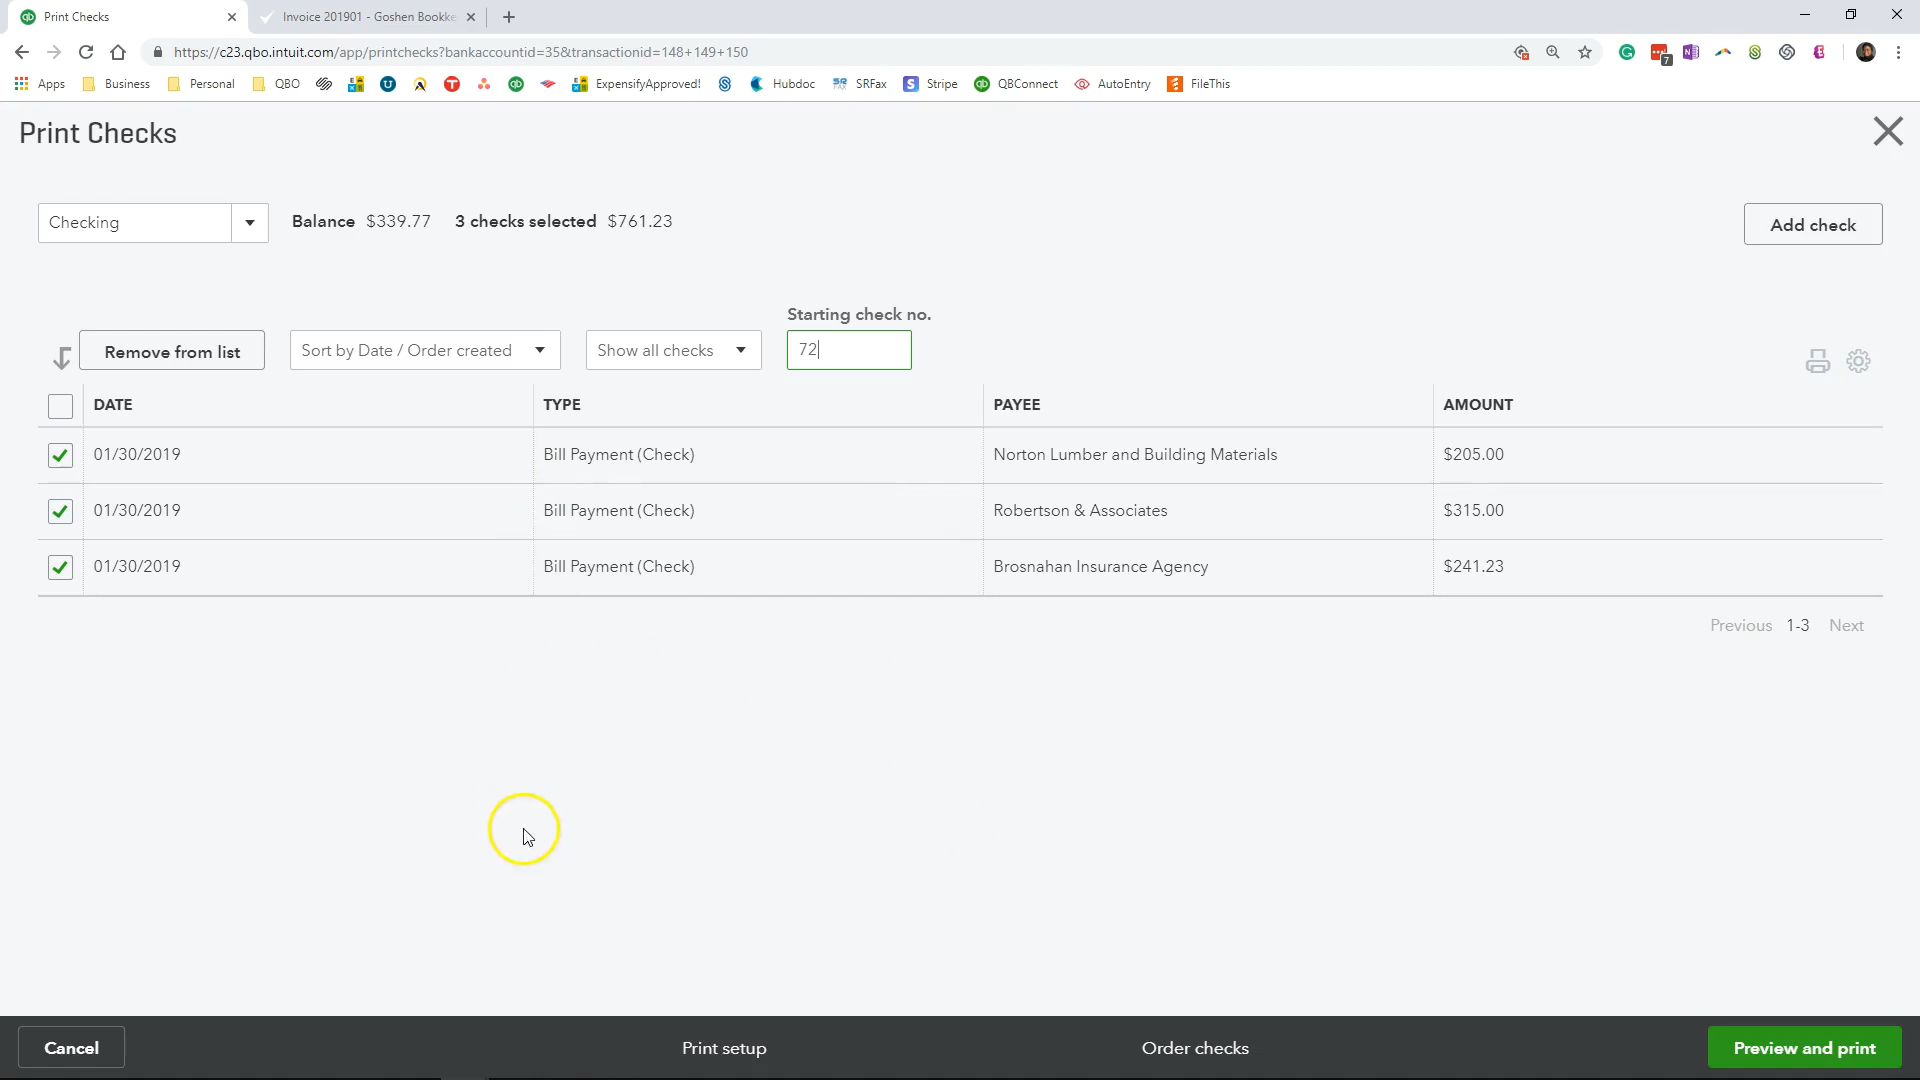 Print Checks
Invoice 201901 - Goshen Bookke
https://c23.qbo.intuit.com/app/printchecks?bankaccountid=35&transactionid=148+149+150
7
Apps Business Personal QBO ExpensifyApproved! Hubdoc SRFax Stripe QBConnect AutoEntry FileThis
Print Checks
Checking Balance $339.77 3 checks selected $761.23 Add check
Starting check no.
Remove from list Sort by Date / Order created Show all checks 72
DATE TYPE PAYEE AMOUNT
01/30/2019 Bill Payment (Check) Norton Lumber and Building Materials $205.00
01/30/2019 Bill Payment (Check) Robertson & Associates $315.00
01/30/2019 Bill Payment (Check) Brosnahan Insurance Agency $241.23
Previous 1-3 Next
Cancel Print setup Order checks Preview and print